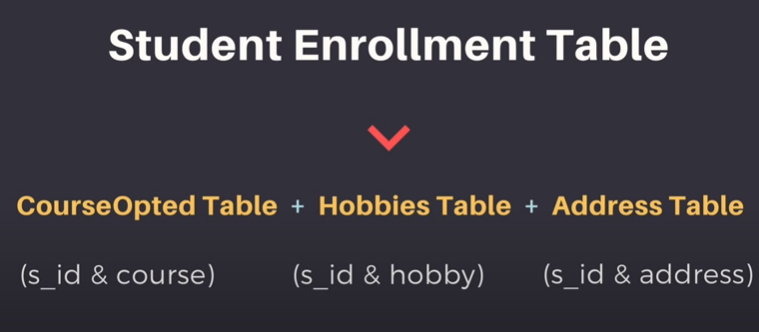 Student Enrollment Table
CourseOpted Table + Hobbies Table + Address Table
(s_id & course) (s_id & hobby) (s_id & address)